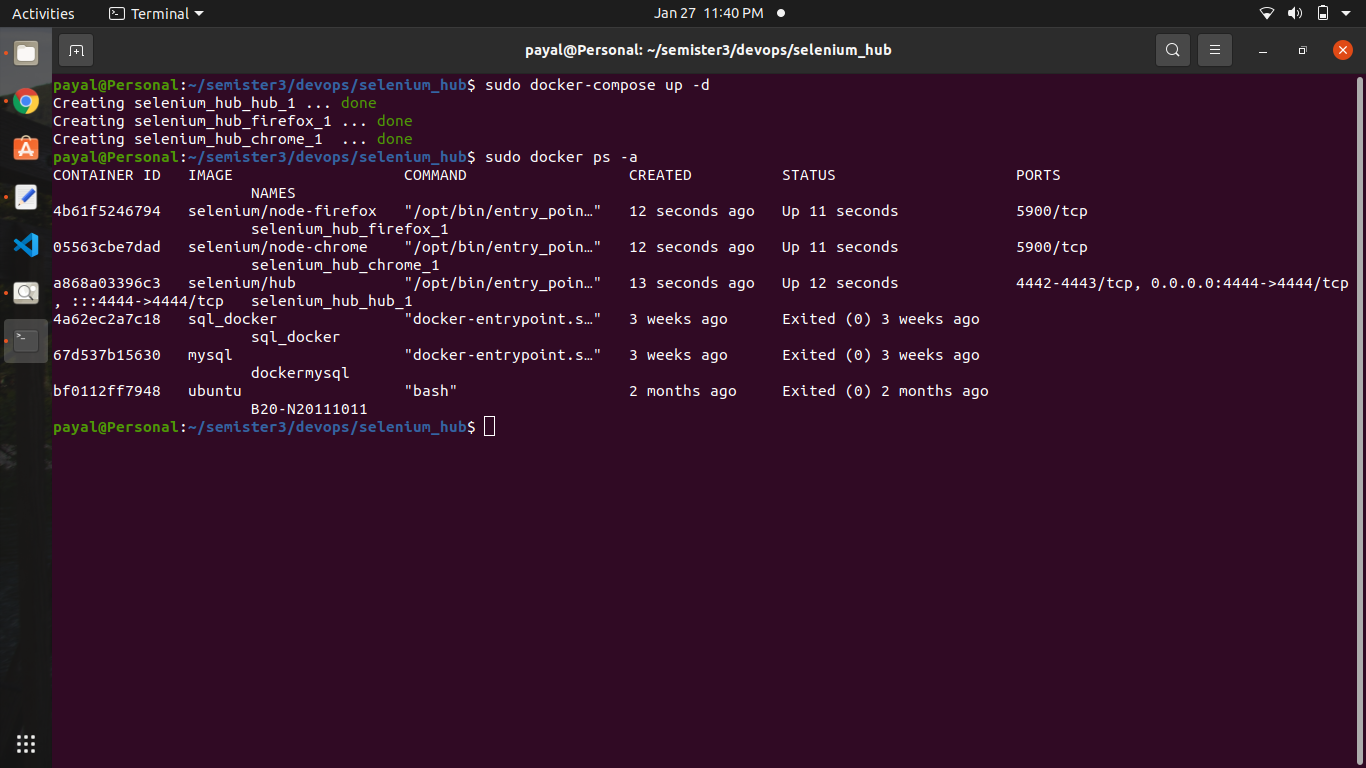 Activities Terminal Jan 27 11:40 PM
payal@Personal: ~/semister3/devops/selenium_hub
payal@Personal:~/semister3/devops/selenium_hub$ sudo docker-compose up -d
Creating selenium_hub_hub_1 ... done
Creating selenium_hub_firefox_1 ... done
Creating selenium_hub_chrome_1  ... done
payal@Personal:~/semister3/devops/selenium_hub$ sudo docker ps -a
CONTAINER ID   IMAGE                   COMMAND                  CREATED          STATUS                    PORTS
                      NAMES
4b61f5246794   selenium/node-firefox   "/opt/bin/entry_poin…"   12 seconds ago   Up 11 seconds             5900/tcp
                      selenium_hub_firefox_1
05563cbe7dad   selenium/node-chrome    "/opt/bin/entry_poin…"   12 seconds ago   Up 11 seconds             5900/tcp
                      selenium_hub_chrome_1
a868a03396c3   selenium/hub            "/opt/bin/entry_poin…"   13 seconds ago   Up 12 seconds             4442-4443/tcp, 0.0.0.0:4444->4444/tcp
, :::4444->4444/tcp   selenium_hub_hub_1
4a62ec2a7c18   sql_docker              "docker-entrypoint.s…"   3 weeks ago      Exited (0) 3 weeks ago
                      sql_docker
67d537b15630   mysql                   "docker-entrypoint.s…"   3 weeks ago      Exited (0) 3 weeks ago
                      dockermysql
bf0112ff7948   ubuntu                  "bash"                   2 months ago     Exited (0) 2 months ago
                      B20-N20111011
payal@Personal:~/semister3/devops/selenium_hub$